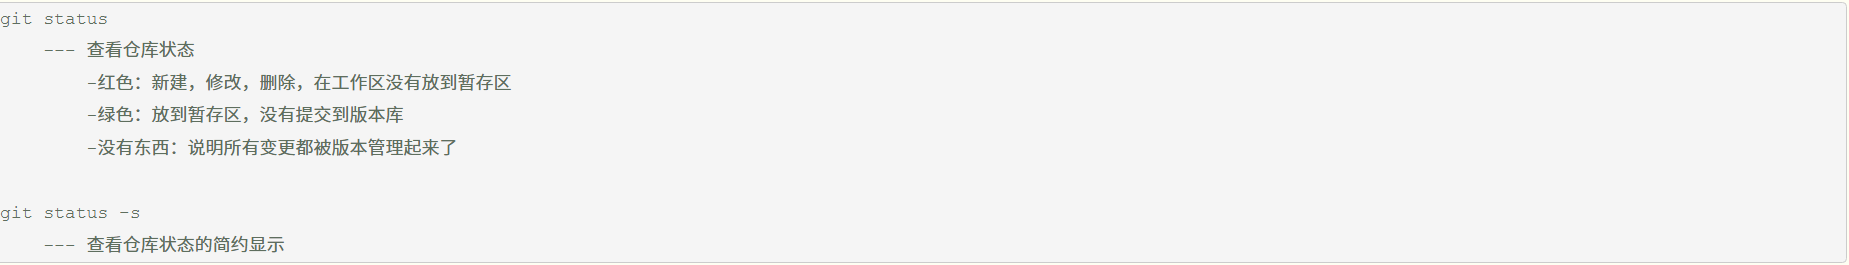 git status
--- 查看仓库状态
-红色：新建，修改，删除，在工作区没有放到暂存区
-绿色：放到暂存区，没有提交到版本库
-没有东西：说明所有变更都被版本管理起来了
git status -s
--- 查看仓库状态的简约显示